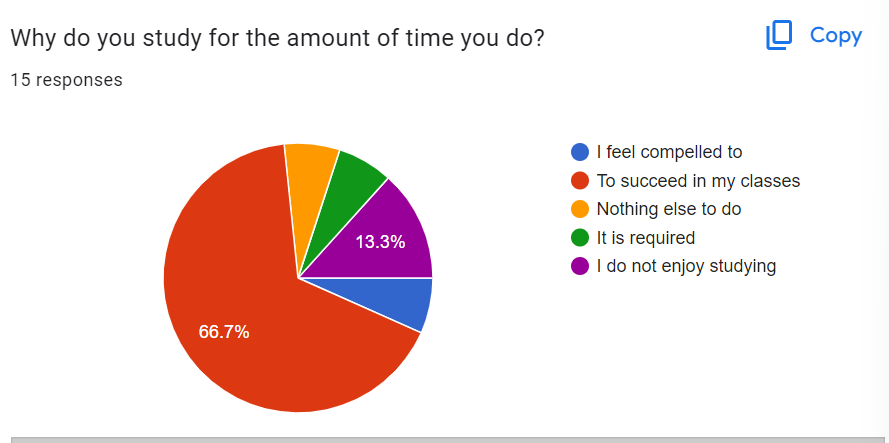 Why do you study for the amount of time you do?
Copy
15 responses
13.3%
66.7%
I feel compelled to
To succeed in my classes
Nothing else to do
It is required
I do not enjoy studying